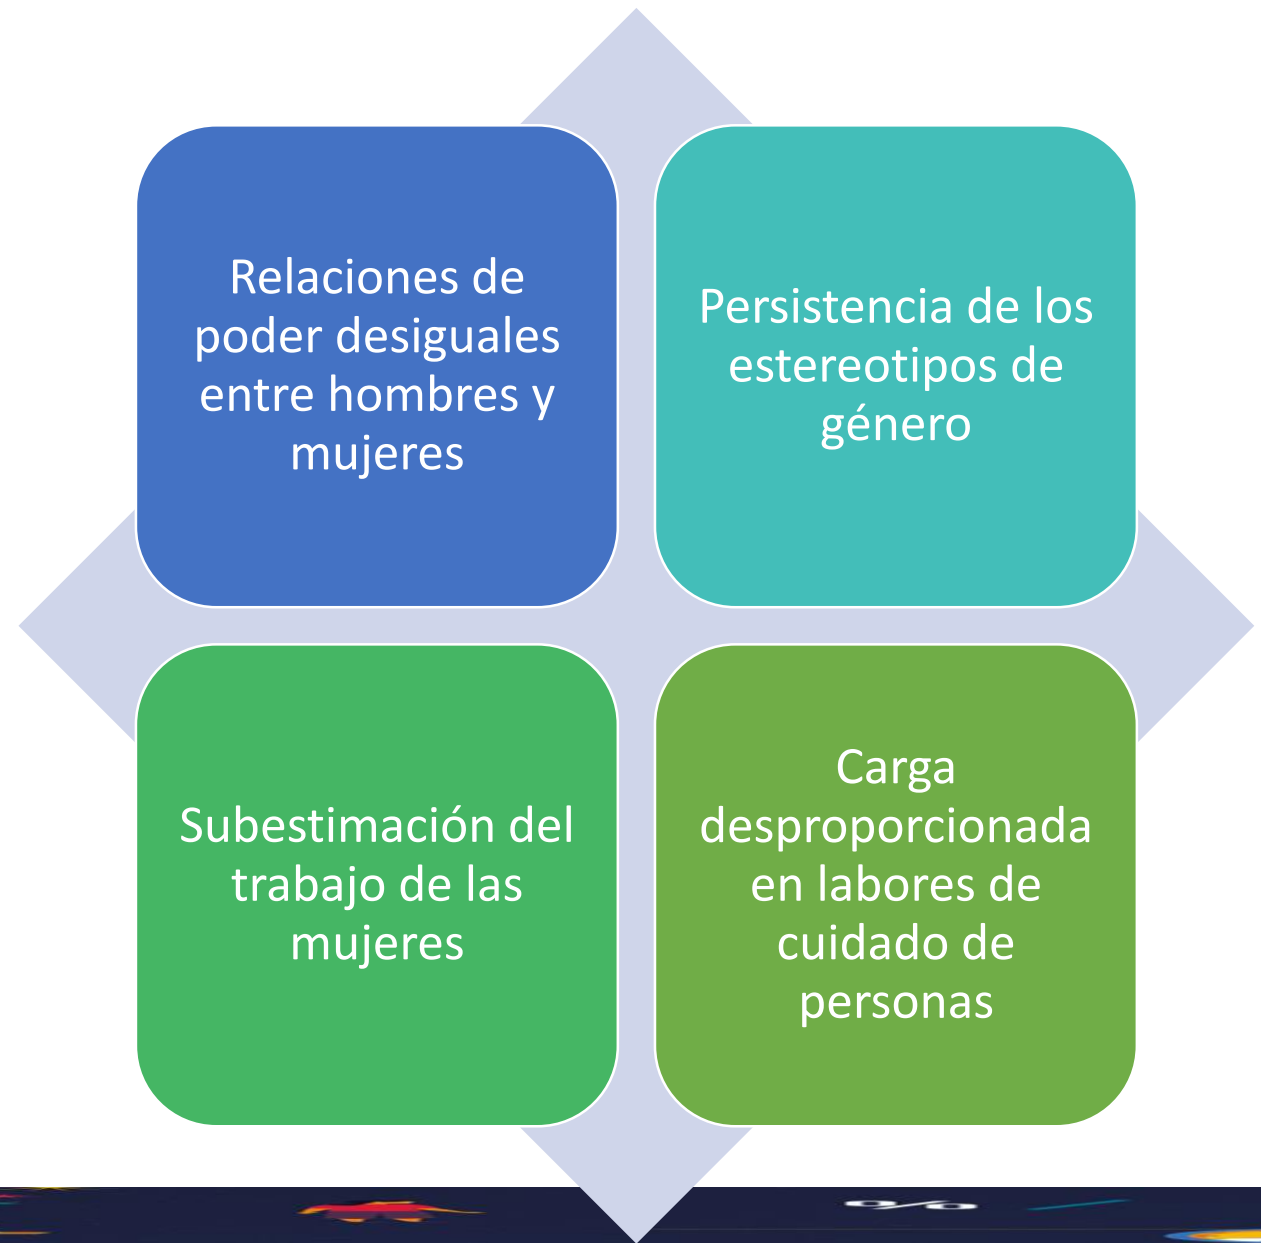 Relaciones de
poder desiguales
entre hombres y
mujeres
Persistencia de los
estereotipos de
género
Subestimación del
trabajo de las
mujeres
Carga
desproporcionada
en labores de
cuidado de
personas
%